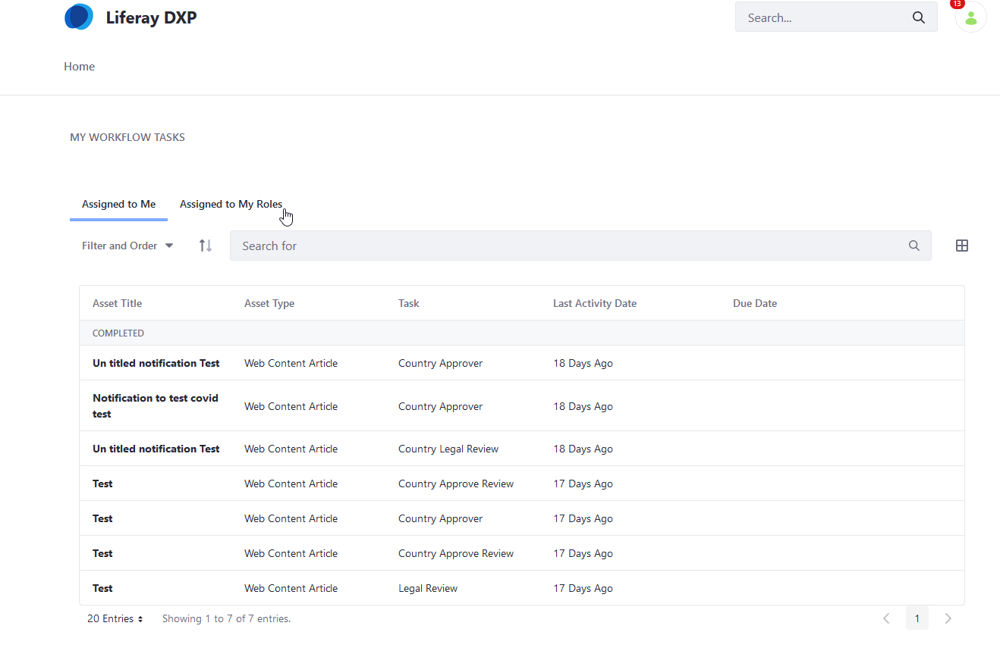 Liferay DXP
Search...
13
Home
MY WORKFLOW TASKS
Assigned to Me Assigned to My Roles
Filter and Order Search for
Asset Title Asset Type Task Last Activity Date Due Date
COMPLETED
Un titled notification Test Web Content Article Country Approver 18 Days Ago
Notification to test covid
test Web Content Article Country Approver 18 Days Ago
Un titled notification Test Web Content Article Country Legal Review 18 Days Ago
Test Web Content Article Country Approve Review 17 Days Ago
Test Web Content Article Country Approver 17 Days Ago
Test Web Content Article Country Approve Review 17 Days Ago
Test Web Content Article Legal Review 17 Days Ago
20 Entries Showing 1 to 7 of 7 entries. 1